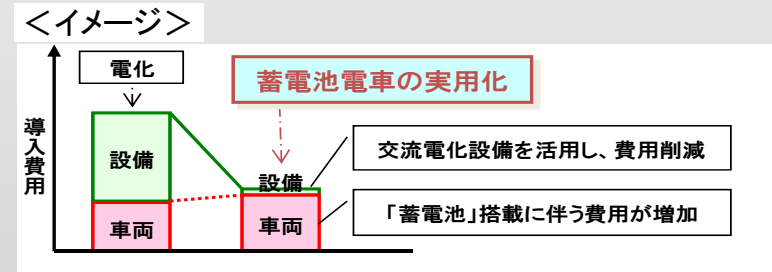 ＜イメージ＞
電化
蓄電池電車の実用化
導入費用
設備
設備
交流電化設備を活用し、費用削減
車両
車両
「蓄電池」搭載に伴う費用が増加